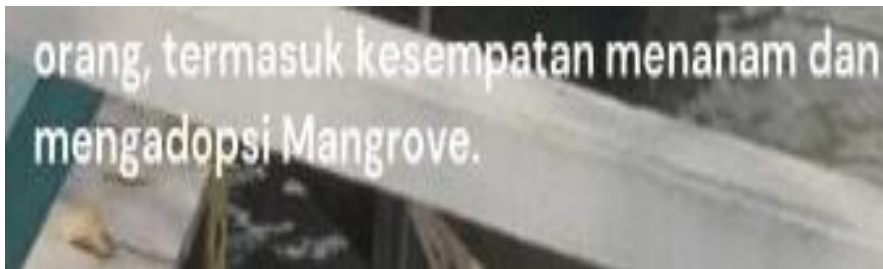 orang, termasuk kesempatan menanam dan
mengadopsi Mangrove.